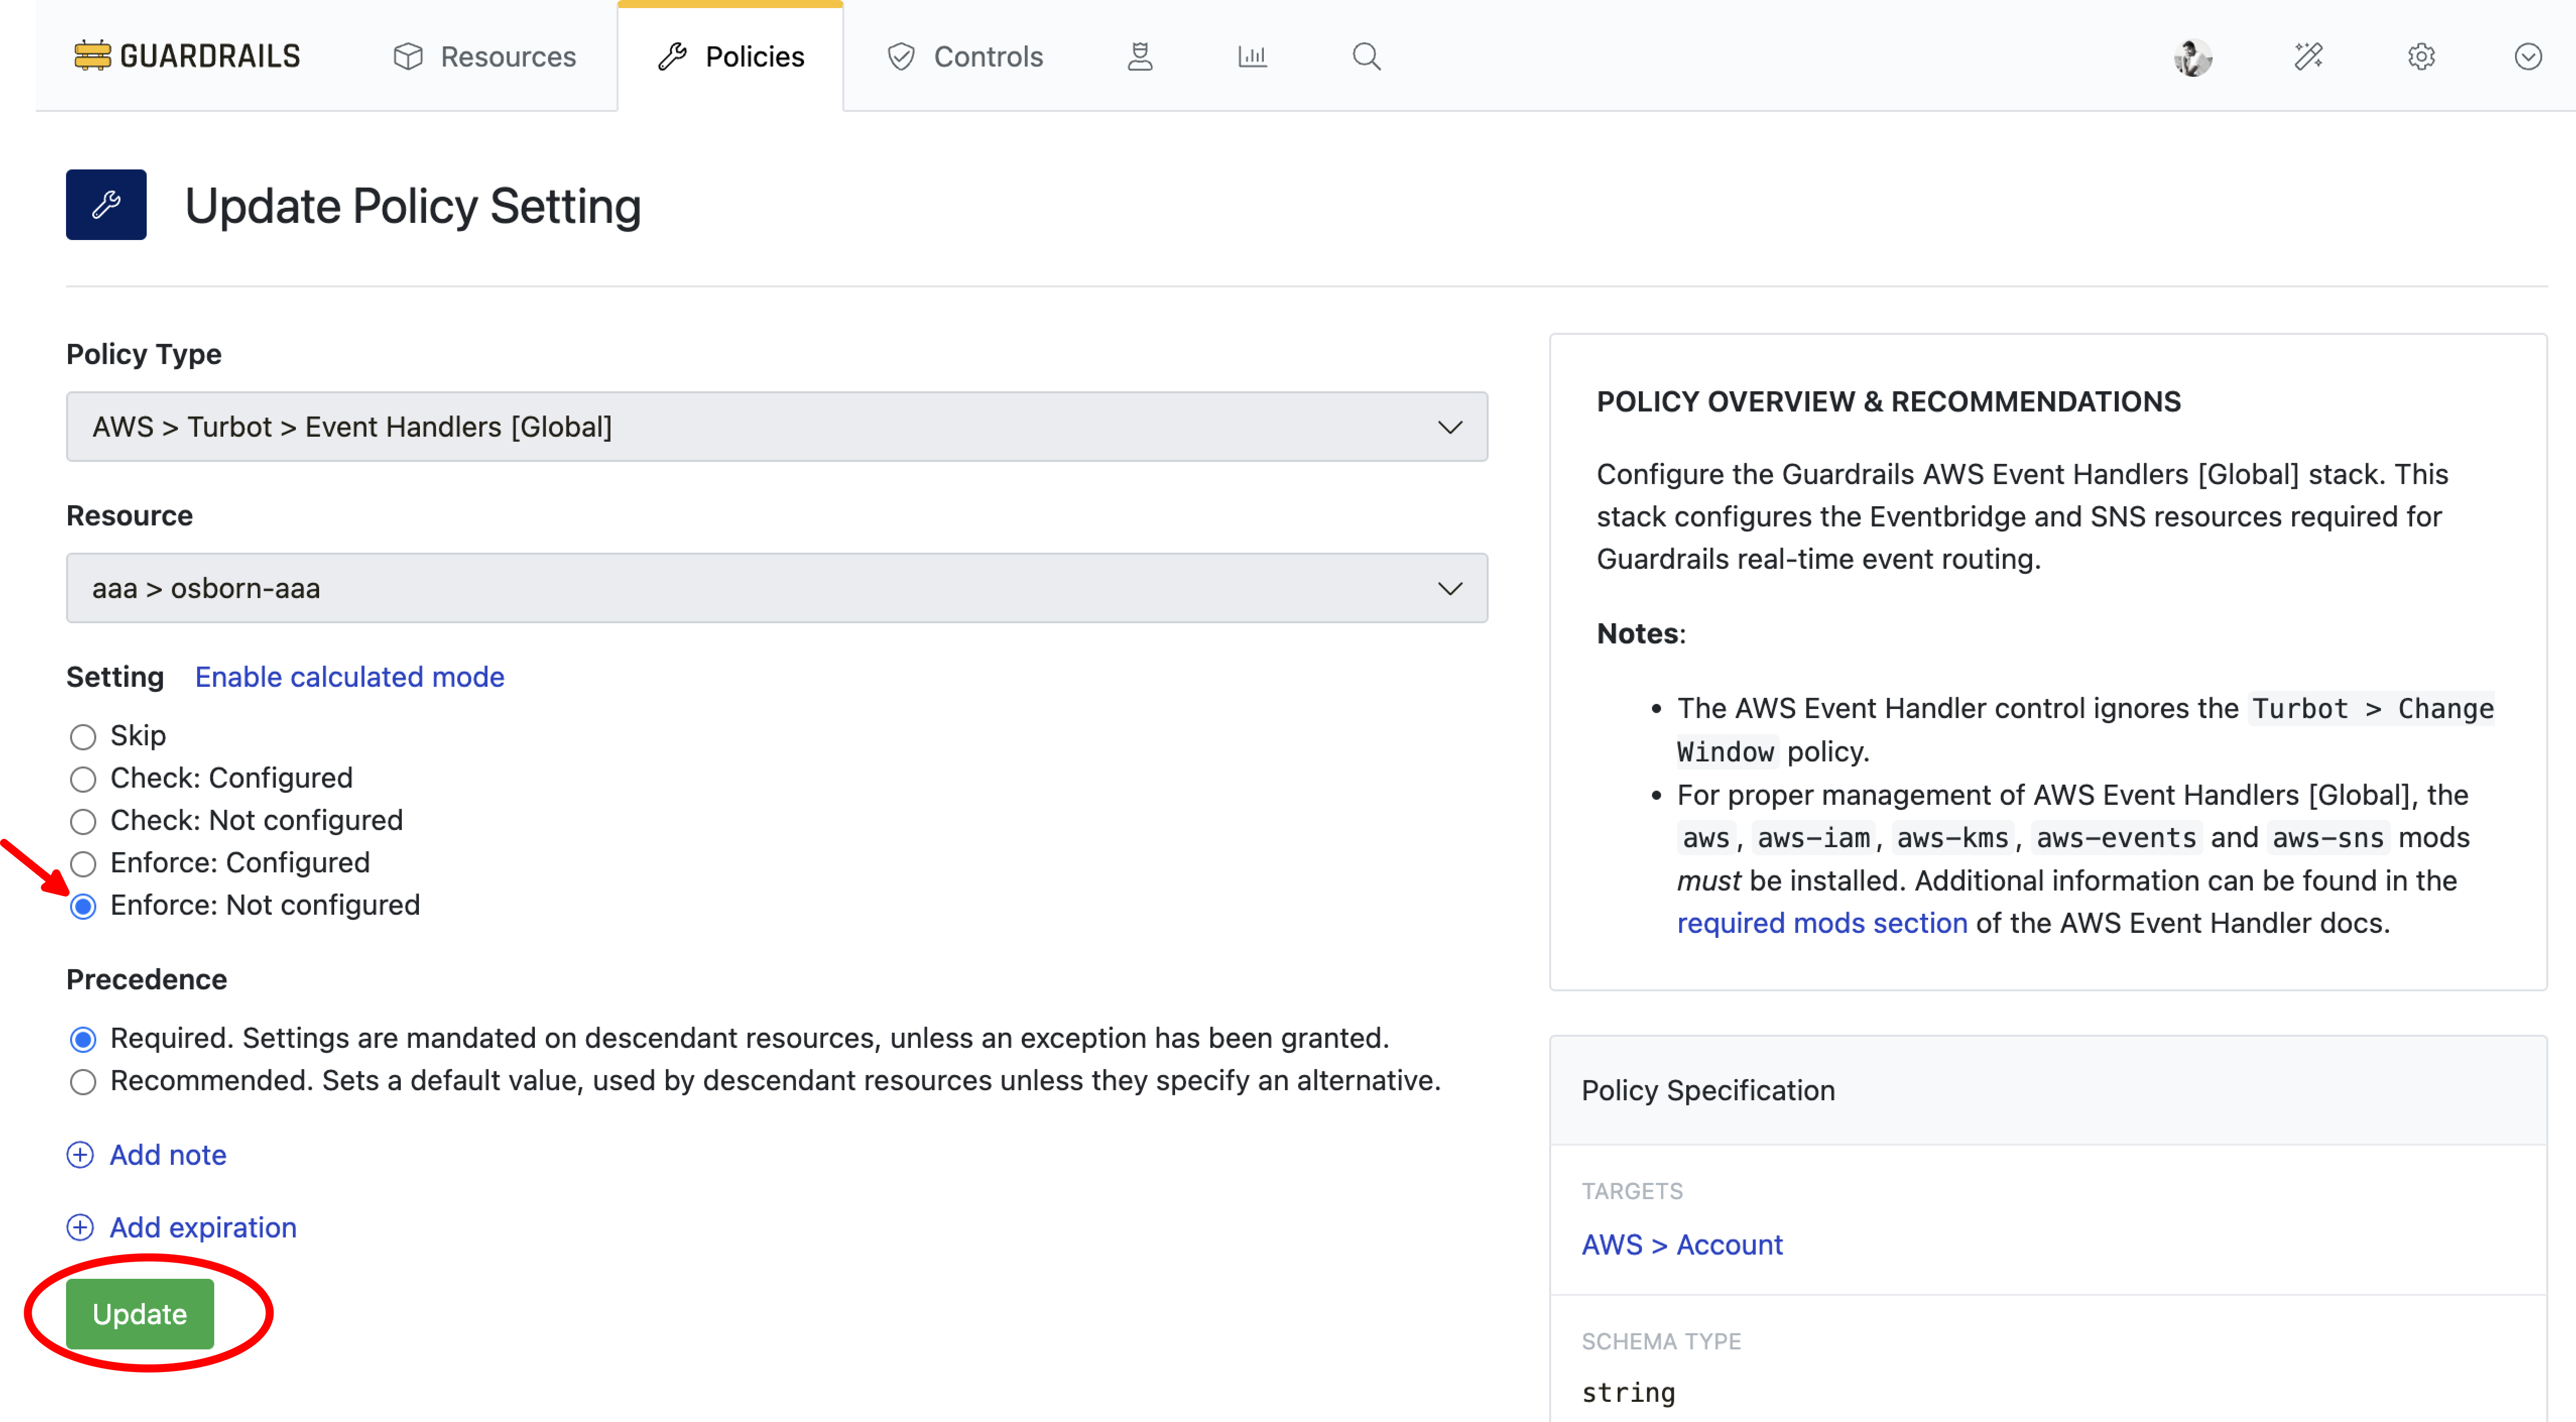 GUARDRAILS
Resources
Policies
Controls
Update Policy Setting
Policy Type
AWS > Turbot > Event Handlers [Global]
Resource
aaa > osborn-aaa
Setting Enable calculated mode
Skip
Check: Configured
Check: Not configured
Enforce: Configured
Enforce: Not configured
Precedence
Required. Settings are mandated on descendant resources, unless an exception has been granted.
Recommended. Sets a default value, used by descendant resources unless they specify an alternative.
Add note
Add expiration
Update
POLICY OVERVIEW & RECOMMENDATIONS
Configure the Guardrails AWS Event Handlers [Global] stack. This
stack configures the Eventbridge and SNS resources required for
Guardrails real-time event routing.
Notes:
• The AWS Event Handler control ignores the Turbot > Change
Window policy.
• For proper management of AWS Event Handlers [Global], the
aws, aws-iam, aws-kms, aws-events and aws-sns mods
must be installed. Additional information can be found in the
required mods section of the AWS Event Handler docs.
Policy Specification
TARGETS
AWS > Account
SCHEMA TYPE
string